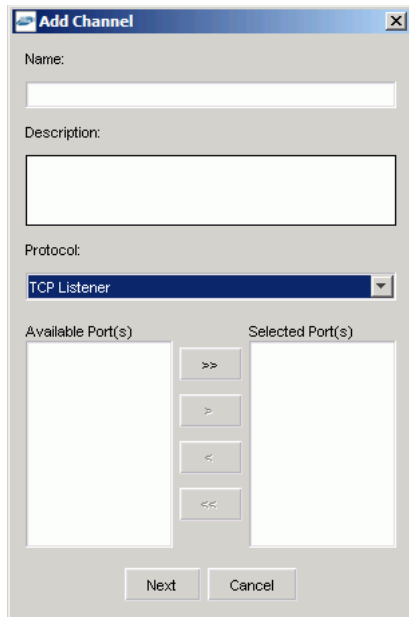 Add Channel
Name:
Description:
Protocol:
TCP Listener
Available Port(s) Selected Port(s)
>>
>
<
<<
Next Cancel